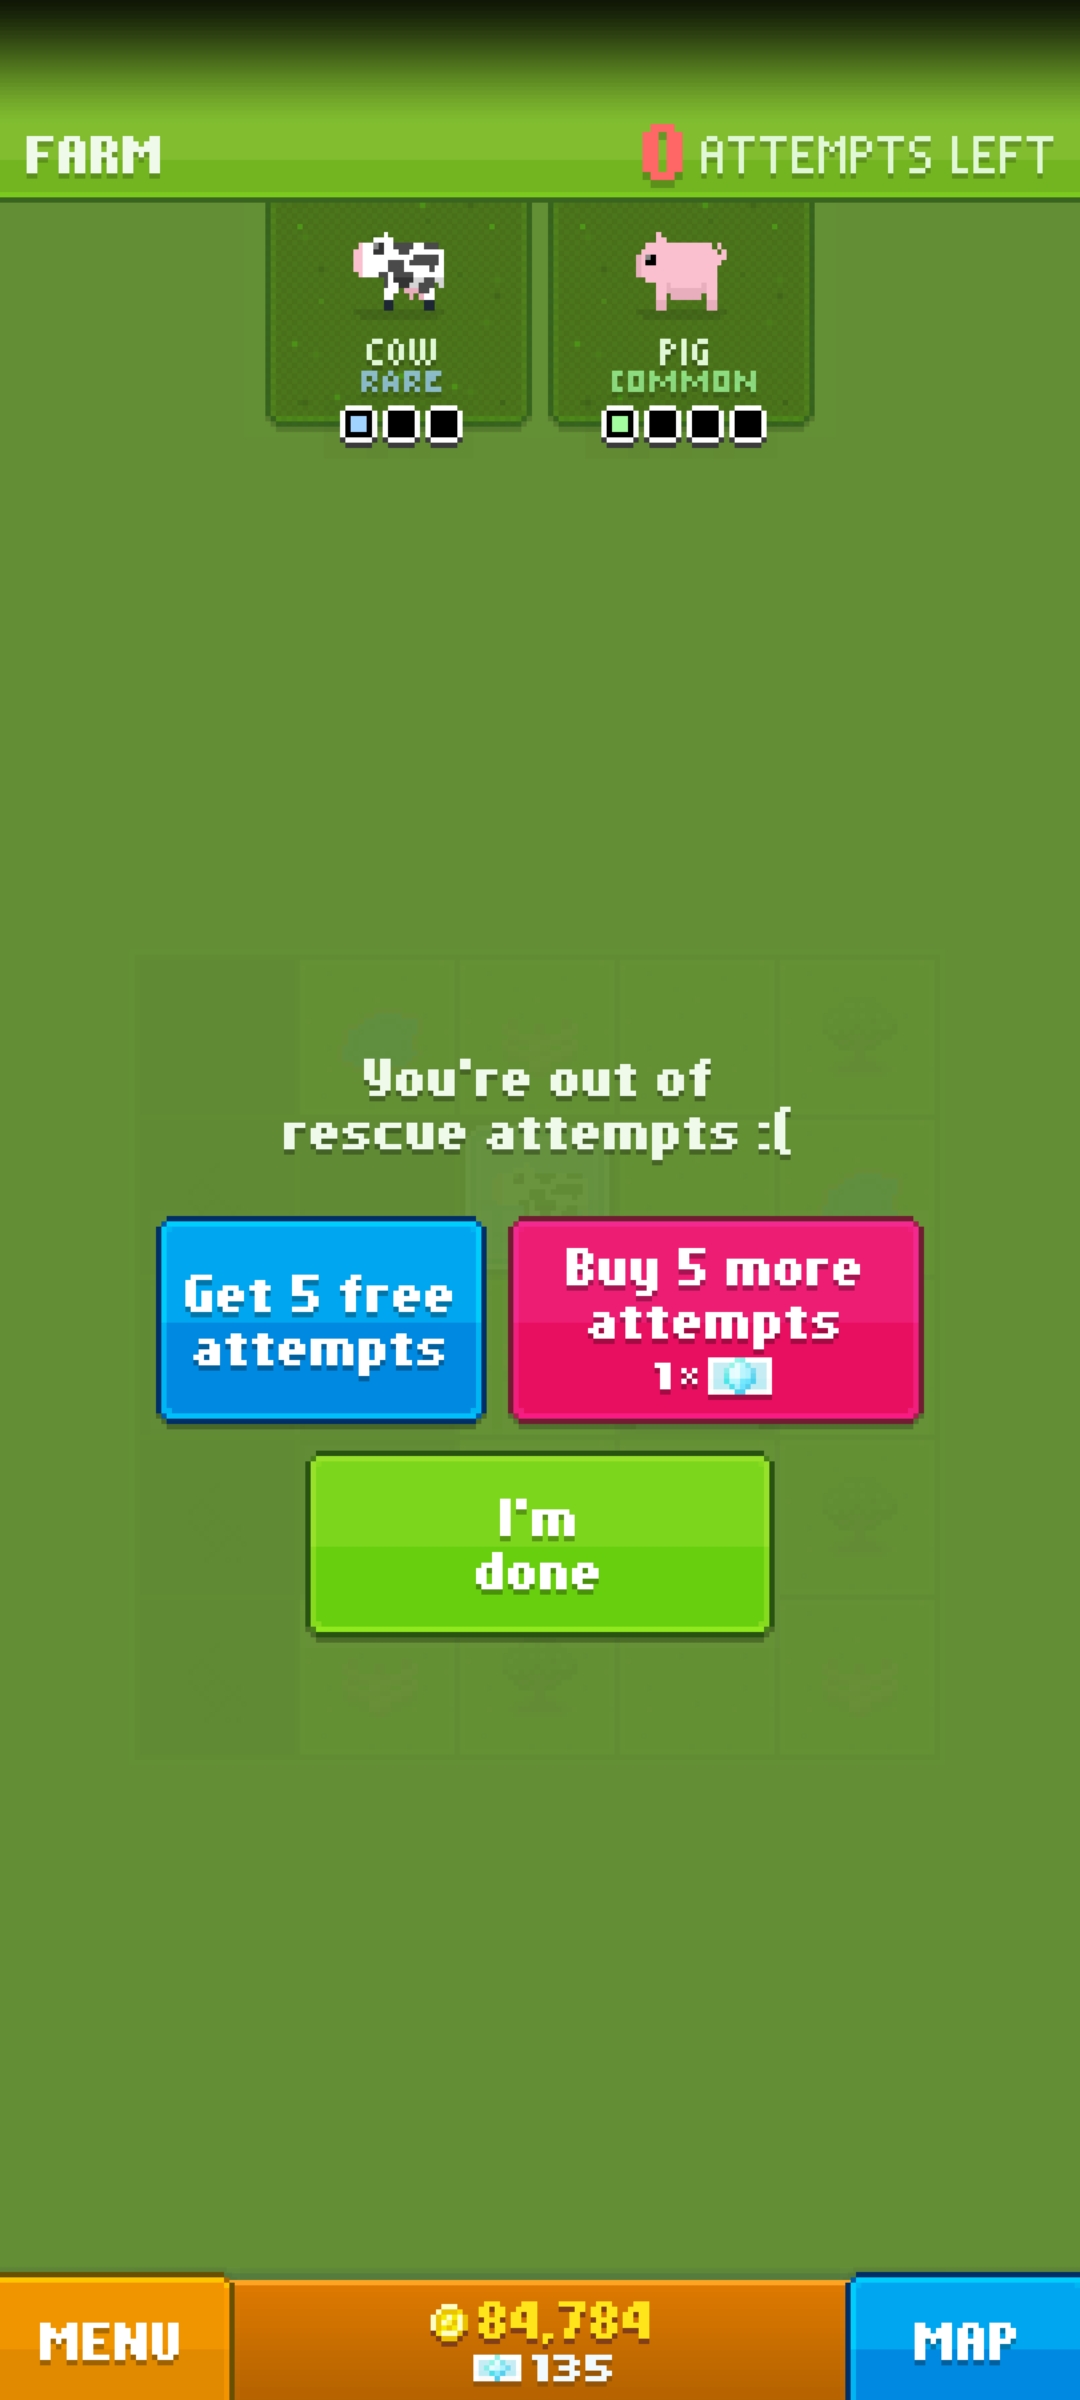 FARM
0 ATTEMPTS LEFT
COW
RARE
PIG
COMMON
You're out of
rescue attempts :(
Get 5 free
attempts
Buy 5 more
attempts
1×
I'm
done
MENU
84,784
135
MAP